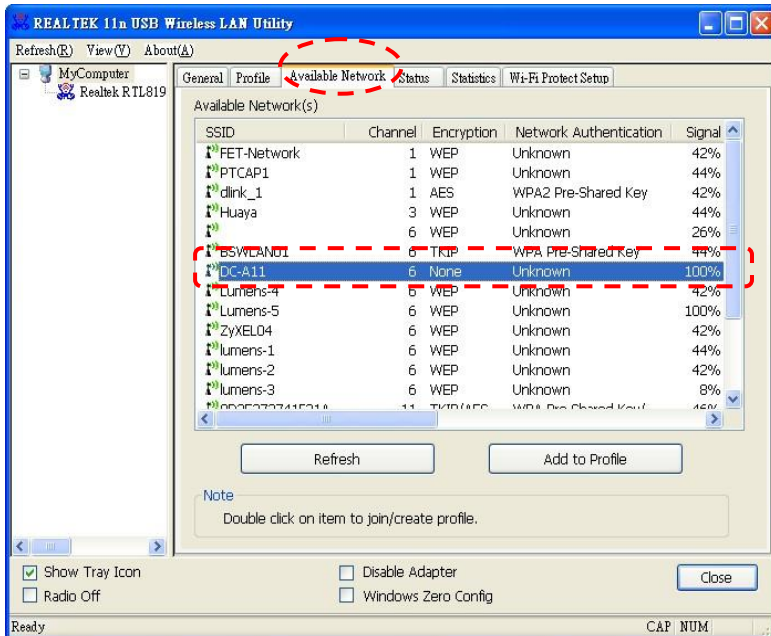 REALTEK 11n USB Wireless LAN Utility
Refresh(R) View(V) About(A)
MyComputer
Realtek RTL819
General Profile Available Network Status Statistics Wi-Fi Protect Setup
Available Network(s)
SSID Channel Encryption Network Authentication Signal
FET-Network 1 WEP Unknown 42%
PTCAP1 1 WEP Unknown 44%
dlink_1 1 AES WPA2 Pre-Shared Key 42%
Huaya 3 WEP Unknown 44%
6 WEP Unknown 26%
BSWLAN01 6 TKIP WPA Pre-Shared Key 44%
DC-A11 6 None Unknown 100%
Lumens-4 6 WEP Unknown 42%
Lumens-5 6 WEP Unknown 100%
ZyXEL04 6 WEP Unknown 42%
lumens-1 6 WEP Unknown 44%
lumens-2 6 WEP Unknown 42%
lumens-3 6 WEP Unknown 8%
11 WPA Pre-Shared Key/ 46%
Refresh Add to Profile
Note
Double click on item to join/create profile.
Show Tray Icon Disable Adapter Close
Radio Off Windows Zero Config
Ready CAP NUM